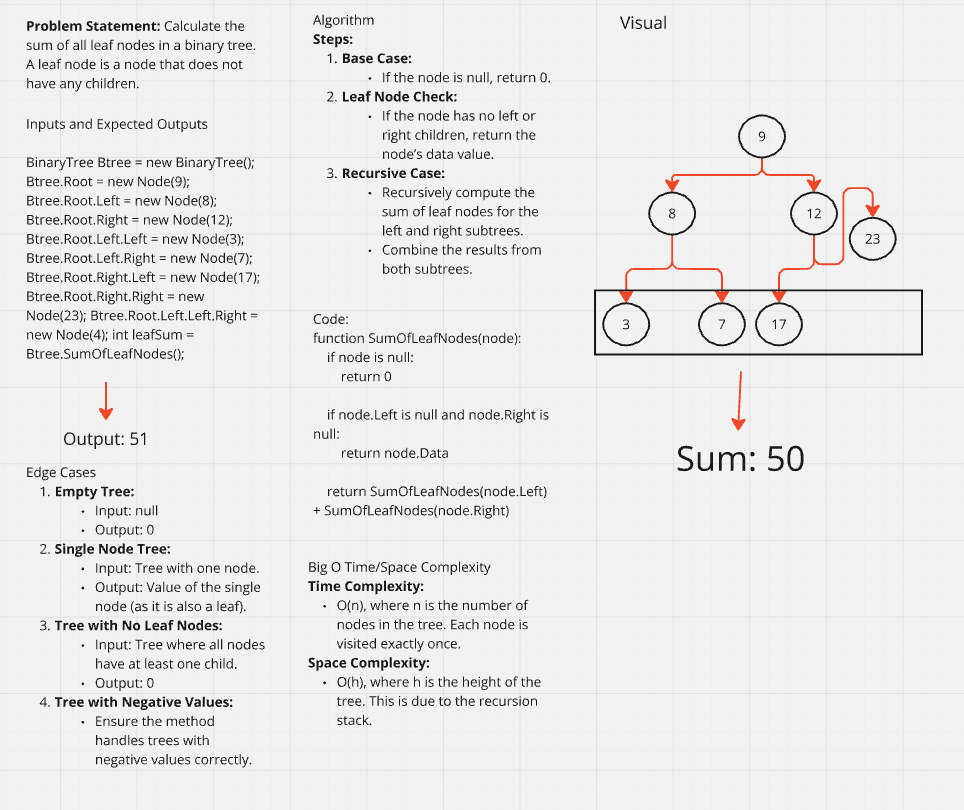 Problem Statement: Calculate the
sum of all leaf nodes in a binary tree.
A leaf node is a node that does not
have any children.
Inputs and Expected Outputs
BinaryTree Btree = new BinaryTree();
Btree.Root = new Node(9);
Btree.Root.Left = new Node(8);
Btree.Root.Right = new Node(12);
Btree.Root.Left.Left = new Node(3);
Btree.Root.Left.Right = new Node(7);
Btree.Root.Right.Left = new Node(17);
Btree.Root.Right.Right = new
Node(23); Btree.Root.Left.Left.Right =
new Node(4); int leafSum =
Btree.SumOfLeafNodes();
Output: 51
Edge Cases
1. Empty Tree:
• Input: null
• Output: 0
2. Single Node Tree:
• Input: Tree with one node.
• Output: Value of the single
node (as it is also a leaf).
3. Tree with No Leaf Nodes:
• Input: Tree where all nodes
have at least one child.
• Output: 0
4. Tree with Negative Values:
• Ensure the method
handles trees with
negative values correctly.
Algorithm
Steps:
1. Base Case:
• If the node is null, return 0.
2. Leaf Node Check:
• If the node has no left or
right children, return the
node's data value.
3. Recursive Case:
• Recursively compute the
sum of leaf nodes for the
left and right subtrees.
• Combine the results from
both subtrees.
Code:
function SumOfLeafNodes(node):
if node is null:
return 0
if node.Left is null and node.Right is
null:
return node.Data
return SumOfLeafNodes(node.Left)
+ SumOfLeafNodes(node.Right)
Big O Time/Space Complexity
Time Complexity:
• O(n), where n is the number of
nodes in the tree. Each node is
visited exactly once.
Space Complexity:
• O(h), where h is the height of the
tree. This is due to the recursion
stack.
Visual
9
8
12
23
3
7
17
Sum: 50